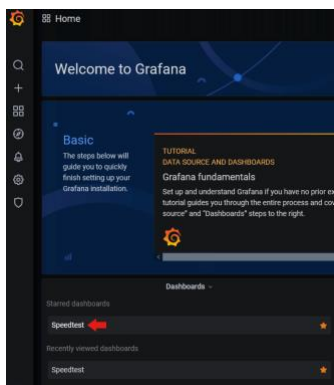 Home
Welcome to Grafana
Basic
The steps below will
guide you to quickly
finish setting up your
Grafana installation.
TUTORIAL
DATA SOURCE AND DASHBOARDS
Grafana fundamentals
Set up and understand Grafana if you have no prior ex
tutorial guides you through the entire process and cov
source" and "Dashboards" steps to the right.
Dashboards
Starred dashboards
Speedtest
Recently viewed dashboards
Speedtest